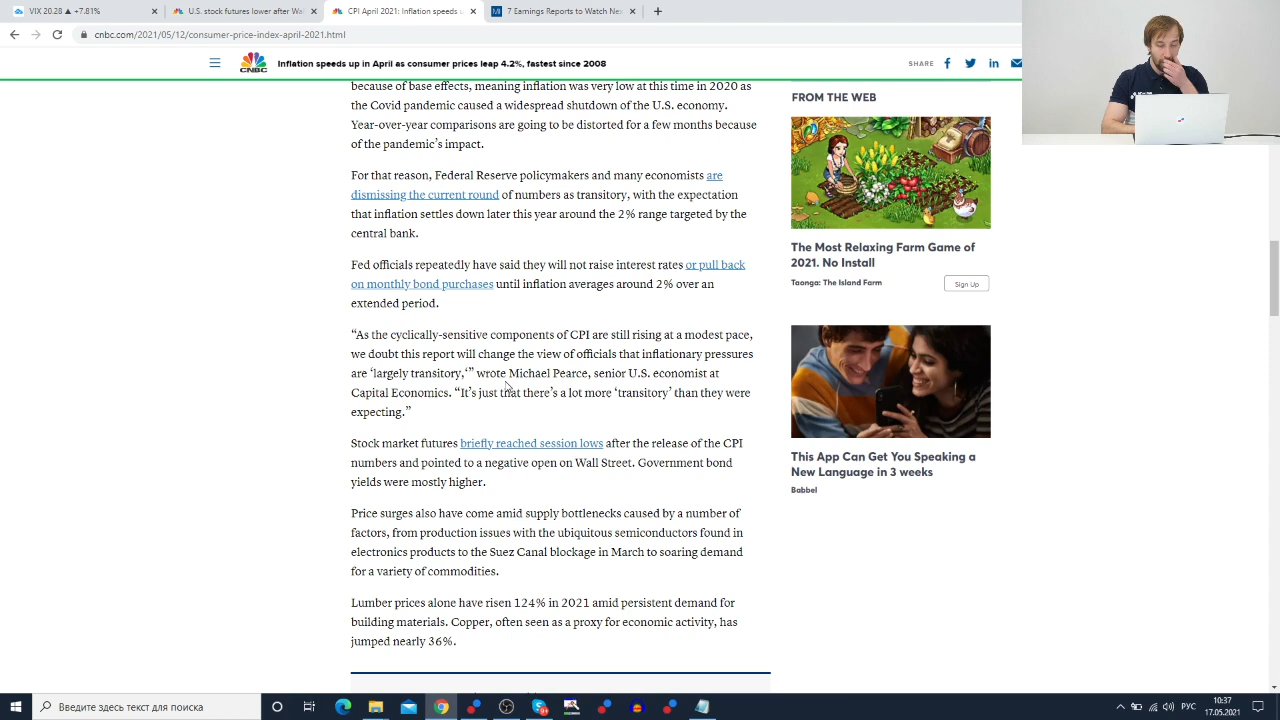 VIX 20.28 ▲ +7.81%
U.S. stock futures fall after Wa
CPI April 2021: Inflation speeds u
7 Earnings Reports to Watch Nex
cnbc.com/2021/05/12/consumer-price-index-april-2021.html
CNBC
Inflation speeds up in April as consumer prices leap 4.2%, fastest since 2008
SHARE
because of base effects, meaning inflation was very low at this time in 2020 as
the Covid pandemic caused a widespread shutdown of the U.S. economy.
Year-over-year comparisons are going to be distorted for a few months because
of the pandemic’s impact.
For that reason, Federal Reserve policymakers and many economists are
dismissing the current round of numbers as transitory, with the expectation
that inflation settles down later this year around the 2% range targeted by the
central bank.
Fed officials repeatedly have said they will not raise interest rates or pull back
on monthly bond purchases until inflation averages around 2% over an
extended period.
“As the cyclically-sensitive components of CPI are still rising at a modest pace,
we doubt this report will change the view of officials that inflationary pressures
are ‘largely transitory,‘” wrote Michael Pearce, senior U.S. economist at
Capital Economics. “It’s just that there’s a lot more ‘transitory’ than they were
expecting.”
Stock market futures briefly reached session lows after the release of the CPI
numbers and pointed to a negative open on Wall Street. Government bond
yields were mostly higher.
Price surges also have come amid supply bottlenecks caused by a number of
factors, from production issues with the ubiquitous semiconductors found in
electronics products to the Suez Canal blockage in March to soaring demand
for a variety of commodities.
Lumber prices alone have risen 124% in 2021 amid persistent demand for
building materials. Copper, often seen as a proxy for economic activity, has
jumped nearly 36%.
FROM THE WEB
The Most Relaxing Farm Game of
2021. No Install
Taonga: The Island Farm
Sign Up
This App Can Get You Speaking a
New Language in 3 weeks
Babbel
Введите здесь текст для поиска
РУС
10:37
17.05.2021